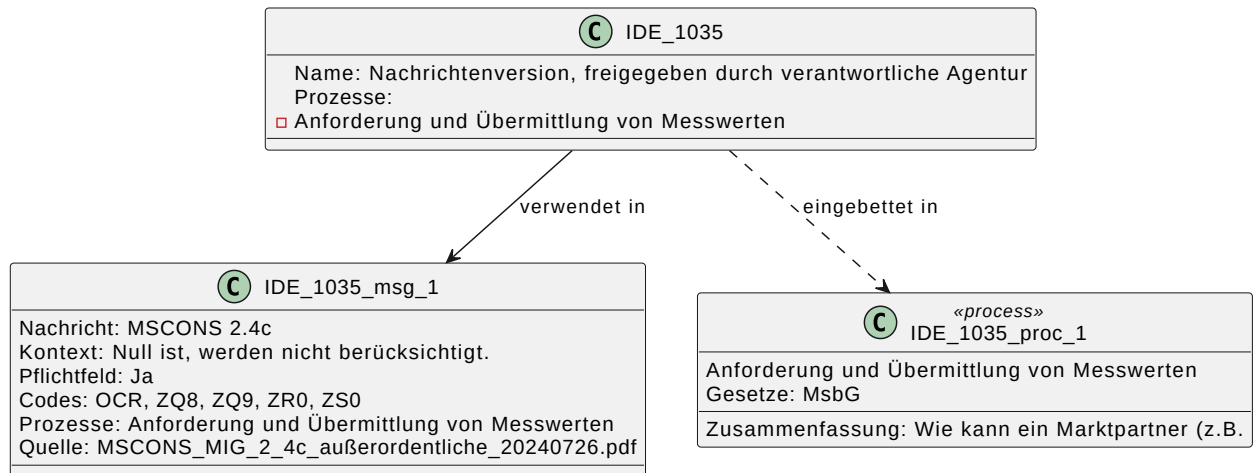 C IDE_1035
Name: Nachrichtenversion, freigegeben durch verantwortliche Agentur
Prozesse:
Anforderung und Übermittlung von Messwerten
verwendet in
eingebettet in
C IDE_1035_msg_1
Nachricht: MSCONS 2.4c
Kontext: Null ist, werden nicht berücksichtigt.
Pflichtfeld: Ja
Codes: OCR, ZQ8, ZQ9, ZR0, ZS0
Prozesse: Anforderung und Übermittlung von Messwerten
Quelle: MSCONS_MIG_2_4c_außerordentliche_20240726.pdf
«process»
C IDE_1035_proc_1
Anforderung und Übermittlung von Messwerten
Gesetze: MsbG
Zusammenfassung: Wie kann ein Marktpartner (z.B.